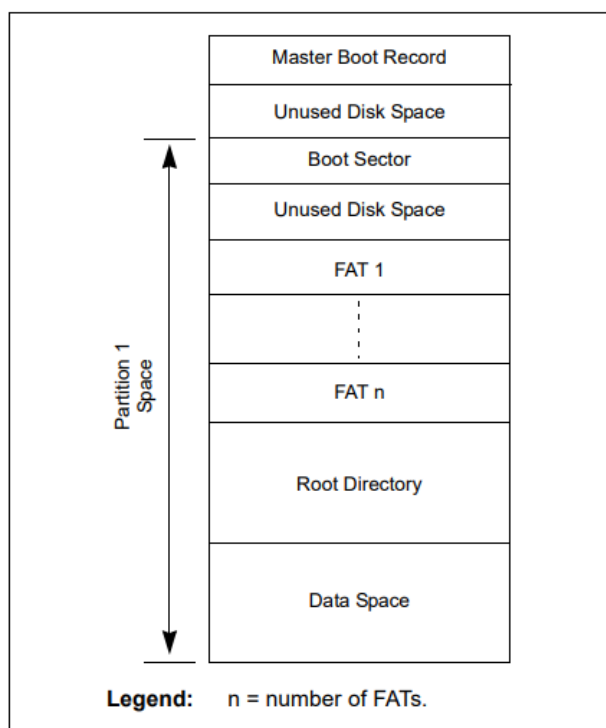 Master Boot Record
Unused Disk Space
Boot Sector
Unused Disk Space
FAT 1
FAT n
Root Directory
Data Space
Partition 1
Space
Legend: n = number of FATs.